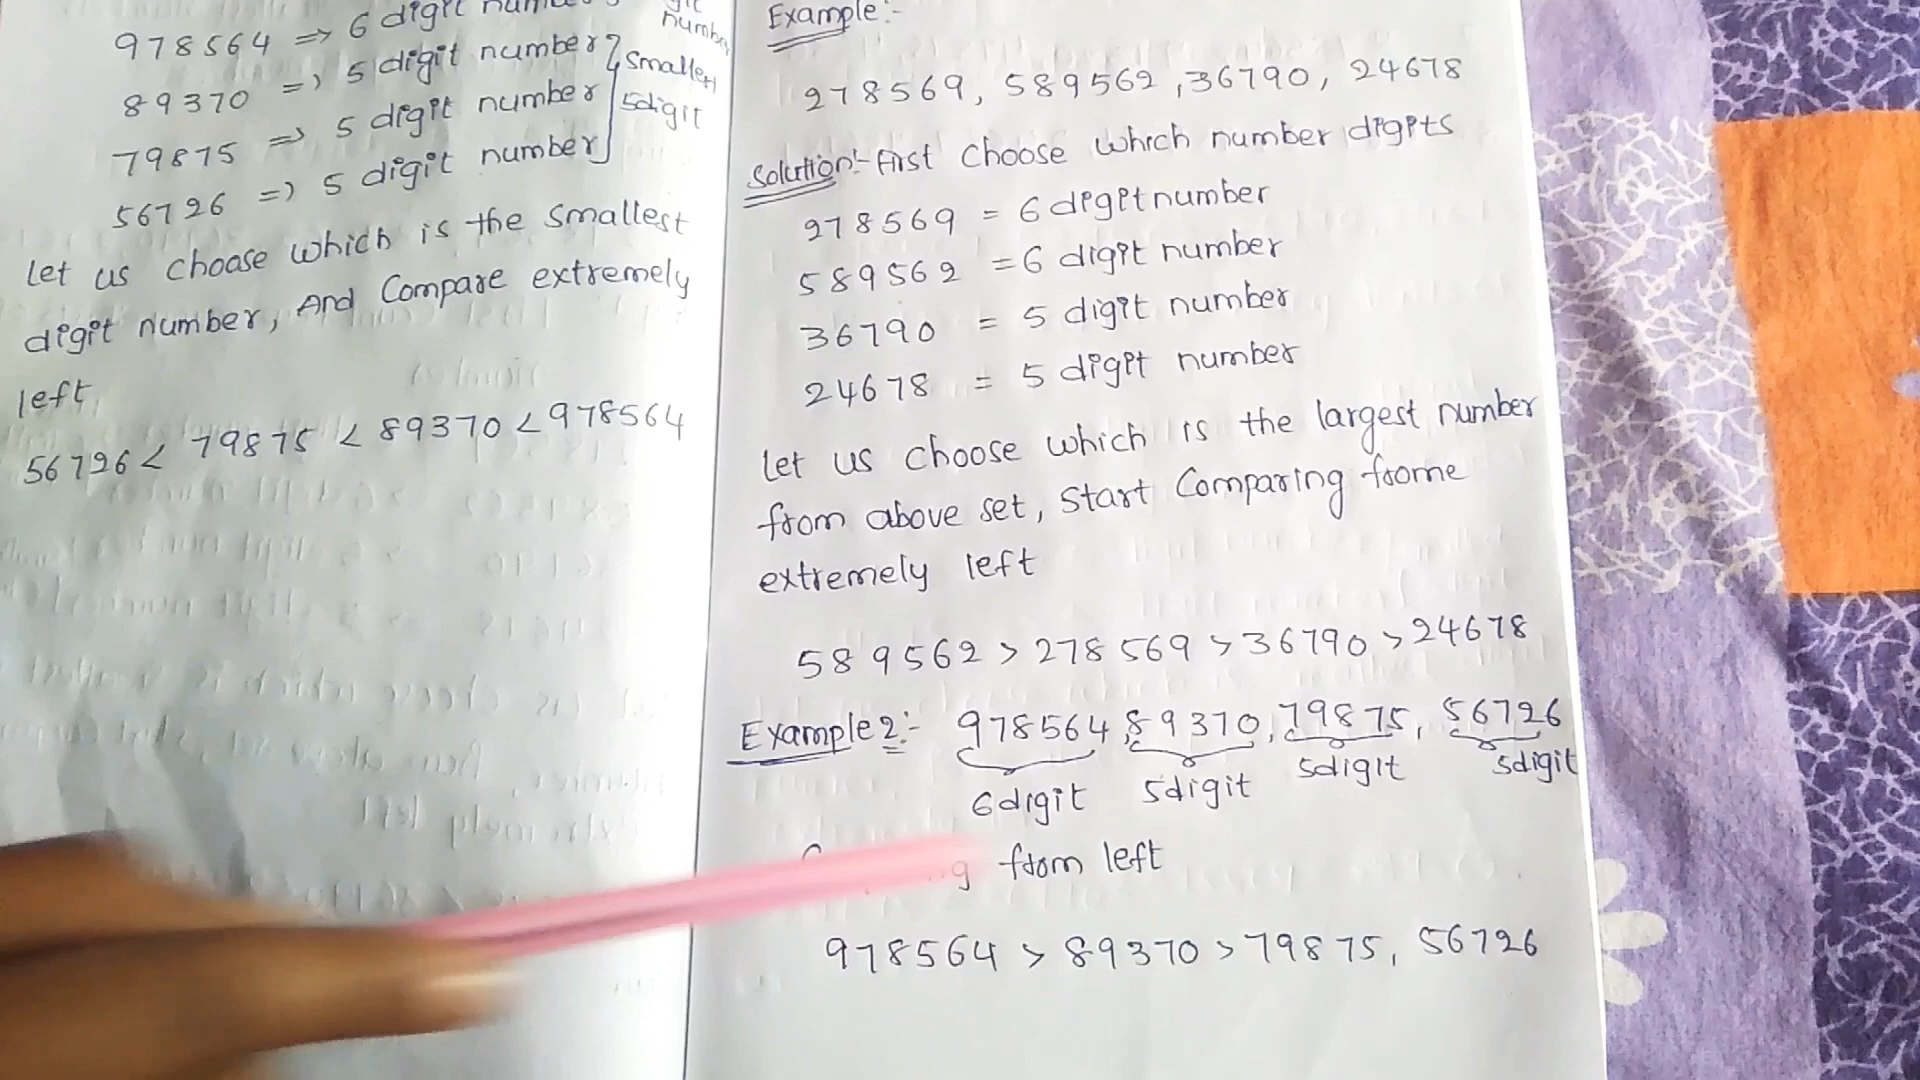 978564 => 6 digit
89370 => 5 digit number
79875 => 5 digit number
56726 => 5 digit number
number
smallest
5digit
Let us choase which is the smallest
digit number, And Compare extremely
left
56726 < 79875 < 89370 < 978564
Example:-
278569, 589562, 36790, 24678
Solution:- First choose which number digits
278569 = 6 digit number
589562 = 6 digit number
36790 = 5 digit number
24678 = 5 digit number
Let us choose which is the largest number
from above set, Start Comparing frome
extremely left
589562 > 278569 > 36790 > 24678
Example 2:- 978564, 89370, 79875, 56726
6digit 5digit 5digit 5digit
from left
978564 > 89370 > 79875, 56726